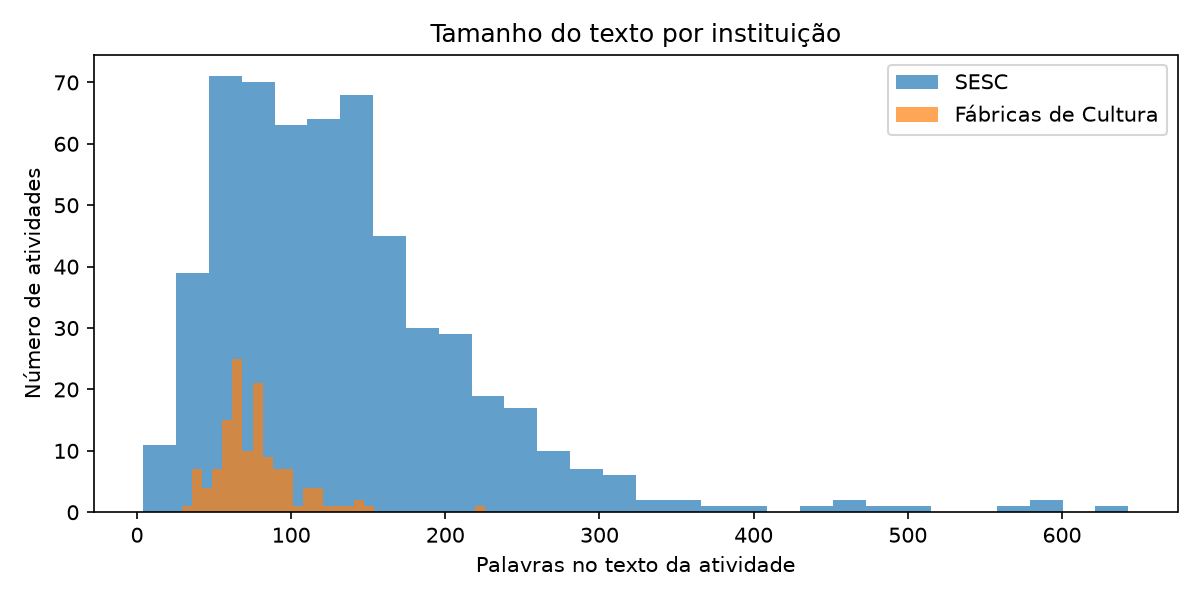 Tamanho do texto por instituição
SESC
Fábricas de Cultura
Número de atividades
70
60
50
40
30
20
10
0
0 100 200 300 400 500 600
Palavras no texto da atividade